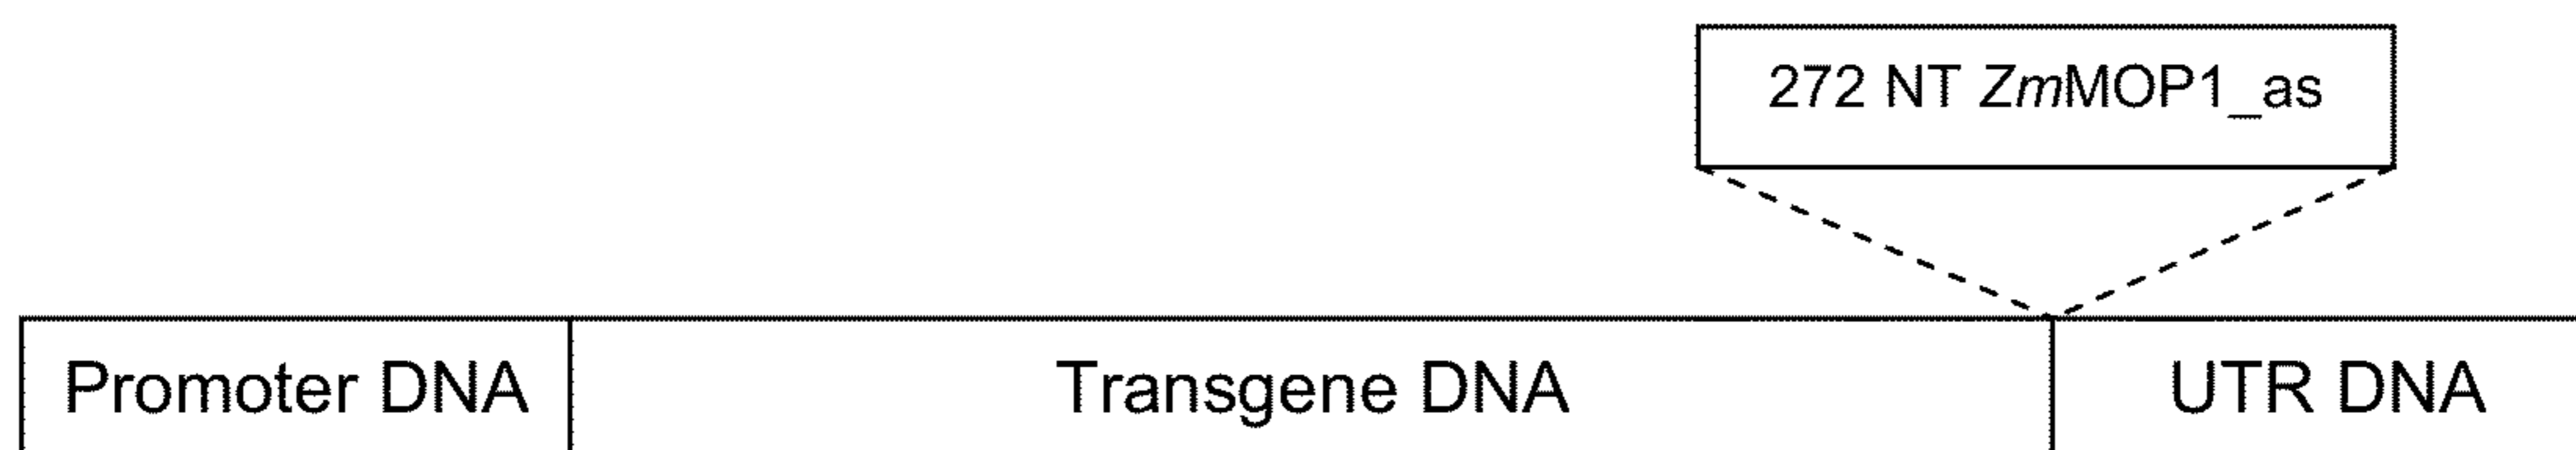 272 NT ZmMOP1_as
Promoter DNA
Transgene DNA
UTR DNA